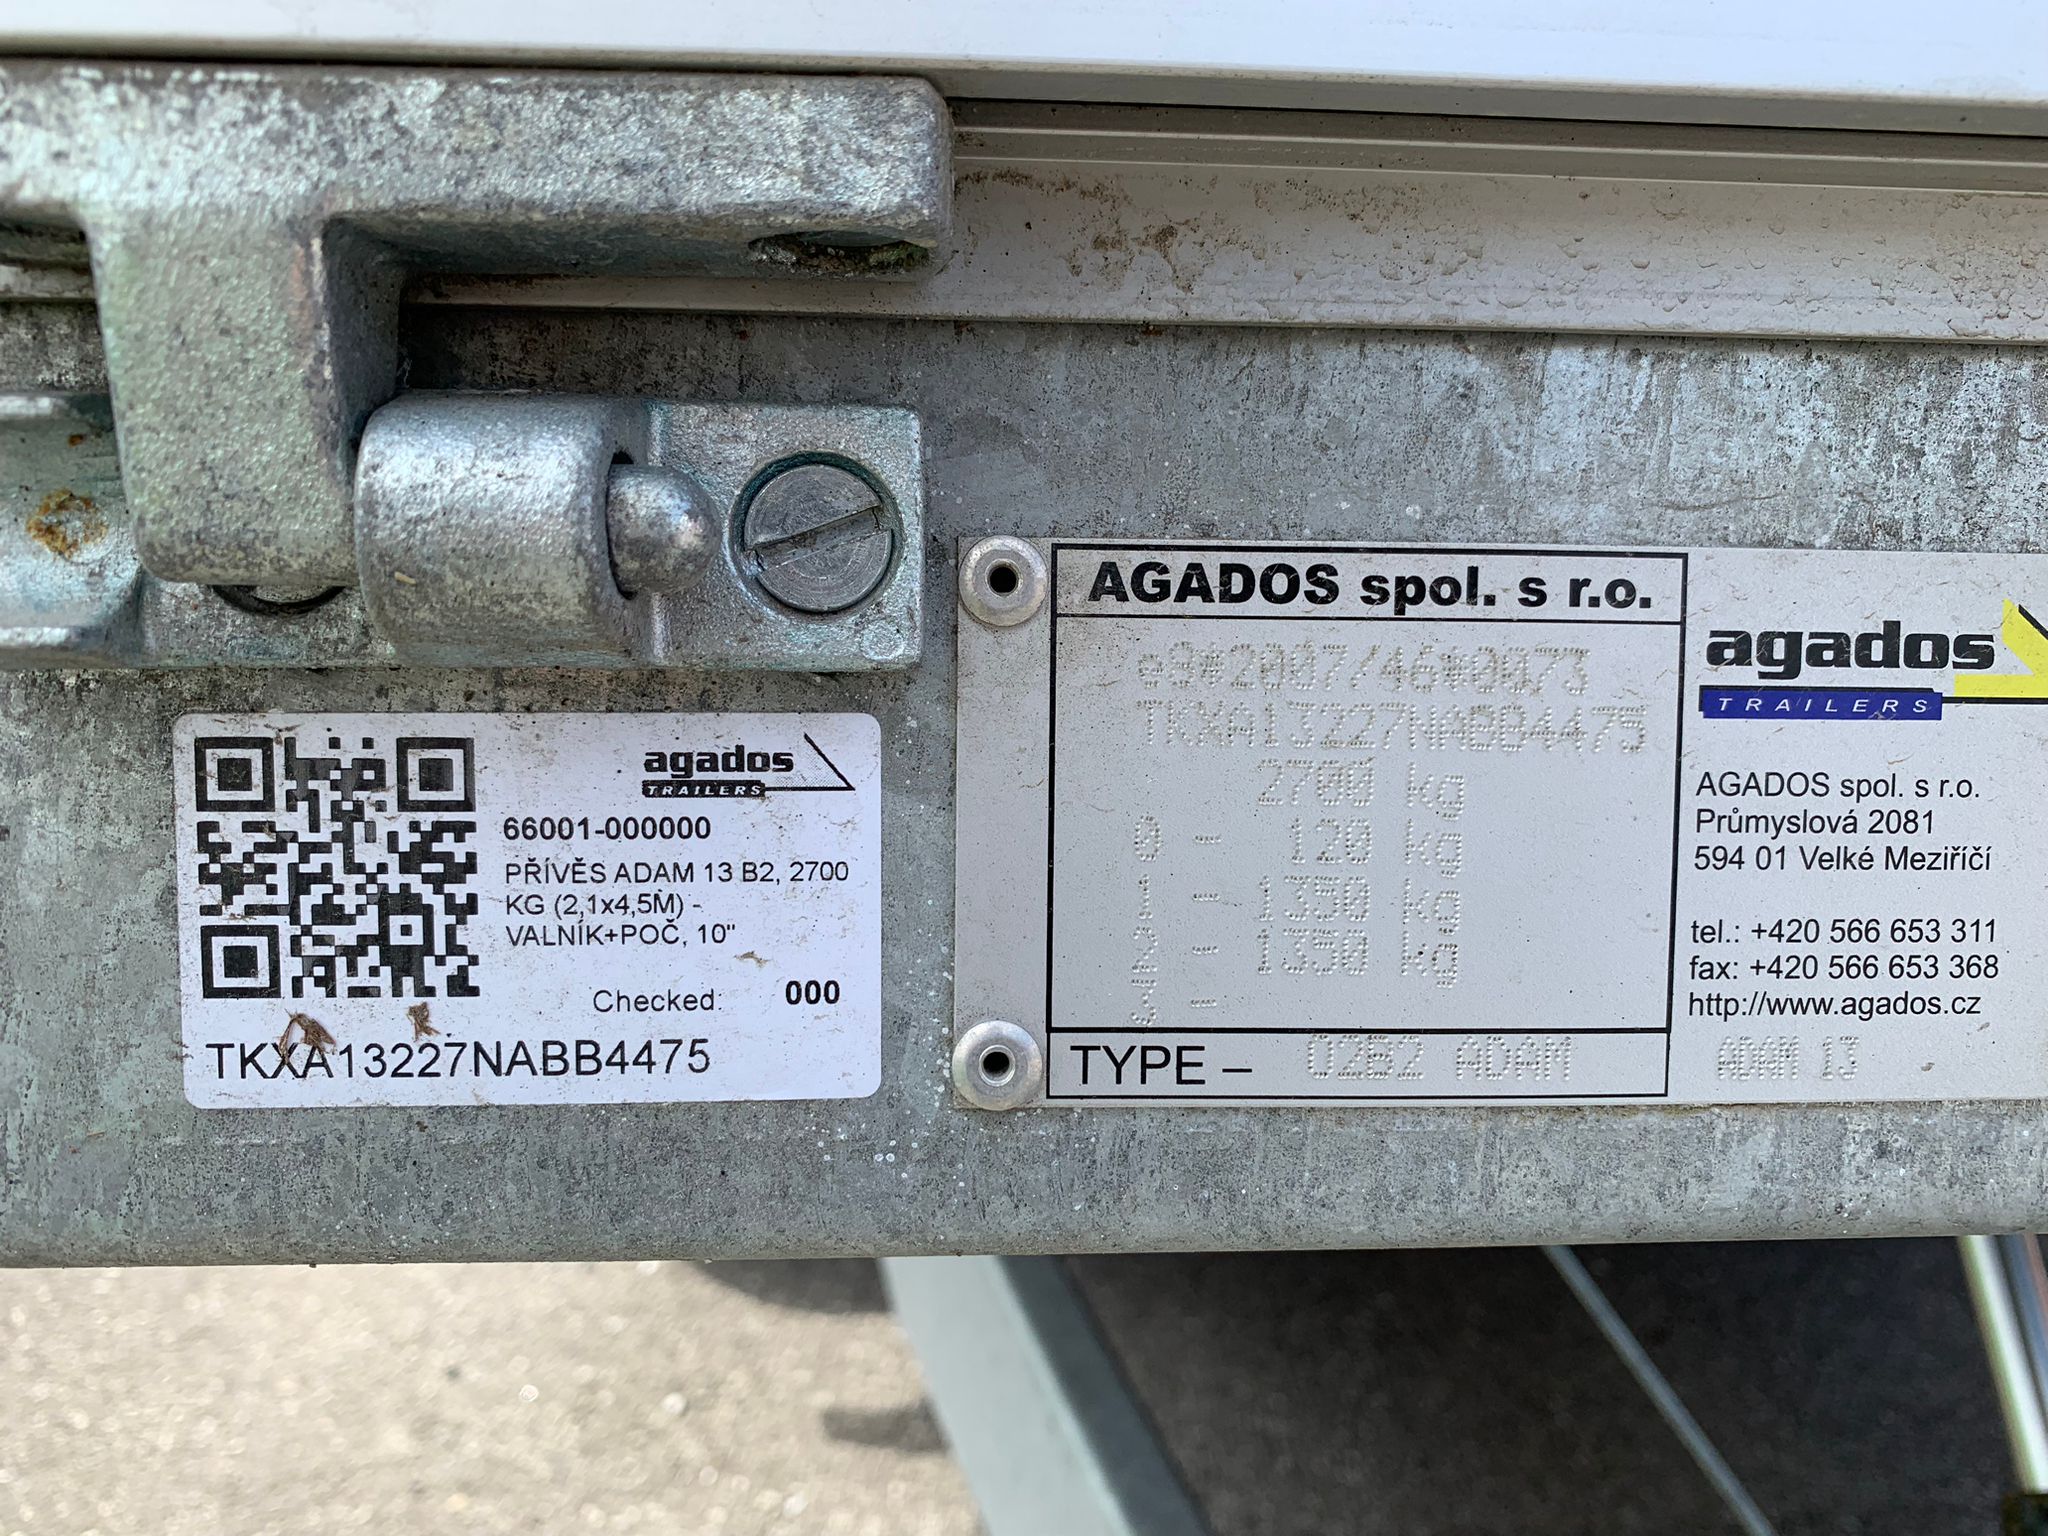 agados
TRAILERS
66001-000000
PŘÍVĚS ADAM 13 B2, 2700
KG (2,1x4,5M) -
VALNÍK+POČ, 10"
Checked: 000
TKXA13227NABB4475
AGADOS spol. s r.o.
e8*2007/46*0073
TKXA13227NABB4475
2700 kg
0 - 120 kg
1 - 1350 kg
2 - 1350 kg
3 -
TYPE – O2B2 ADAM
agados
TRAILERS
AGADOS spol. s r.o.
Průmyslová 2081
594 01 Velké Meziříčí
tel.: +420 566 653 311
fax: +420 566 653 368
http://www.agados.cz
ADAM 13